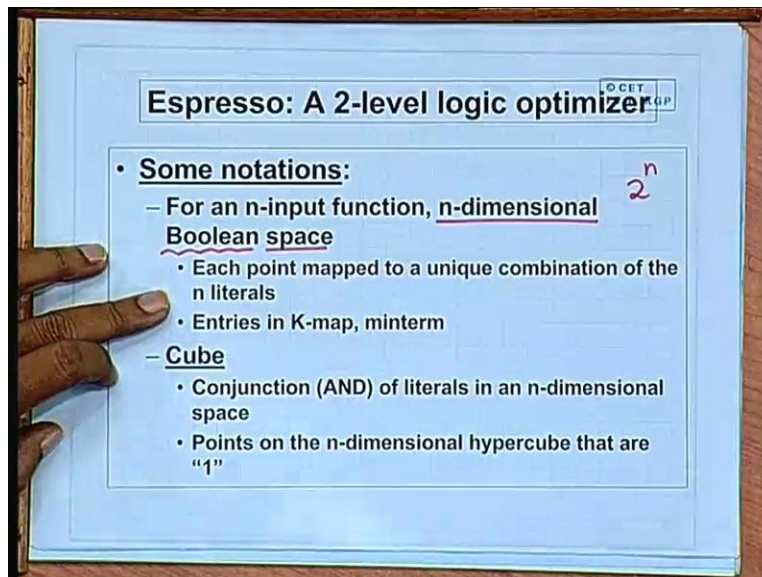 © CET
Espresso: A 2-level logic optimizer
GP
• Some notations:
2ⁿ
– For an n-input function, n-dimensional
Boolean space
• Each point mapped to a unique combination of the
n literals
• Entries in K-map, minterm
– Cube
• Conjunction (AND) of literals in an n-dimensional
space
• Points on the n-dimensional hypercube that are
“1”